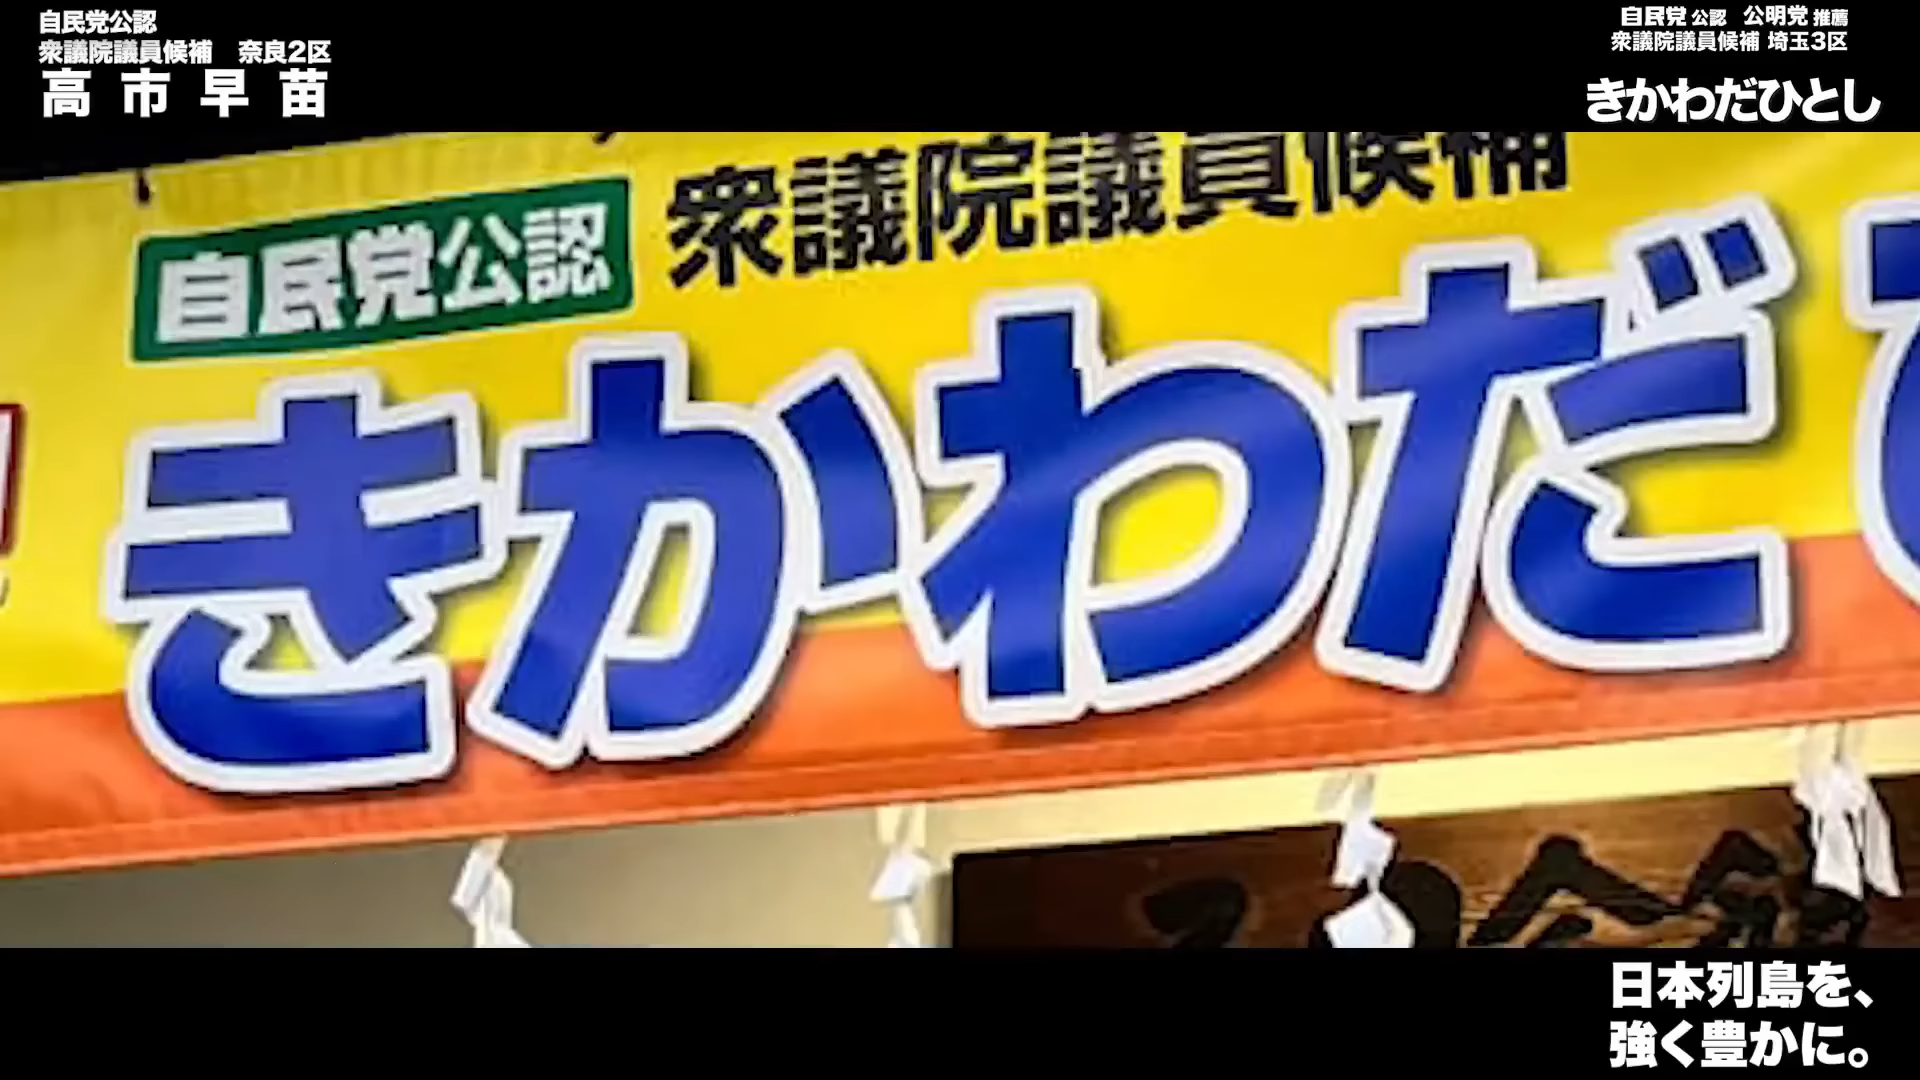 自民党公認
衆議院議員候補　奈良2区
高市早苗
自民党公認 公明党推薦
衆議院議員候補 埼玉3区
きかわだひとし
自民党公認 衆議院議員候補
きかわだ
日本列島を、
強く豊かに。